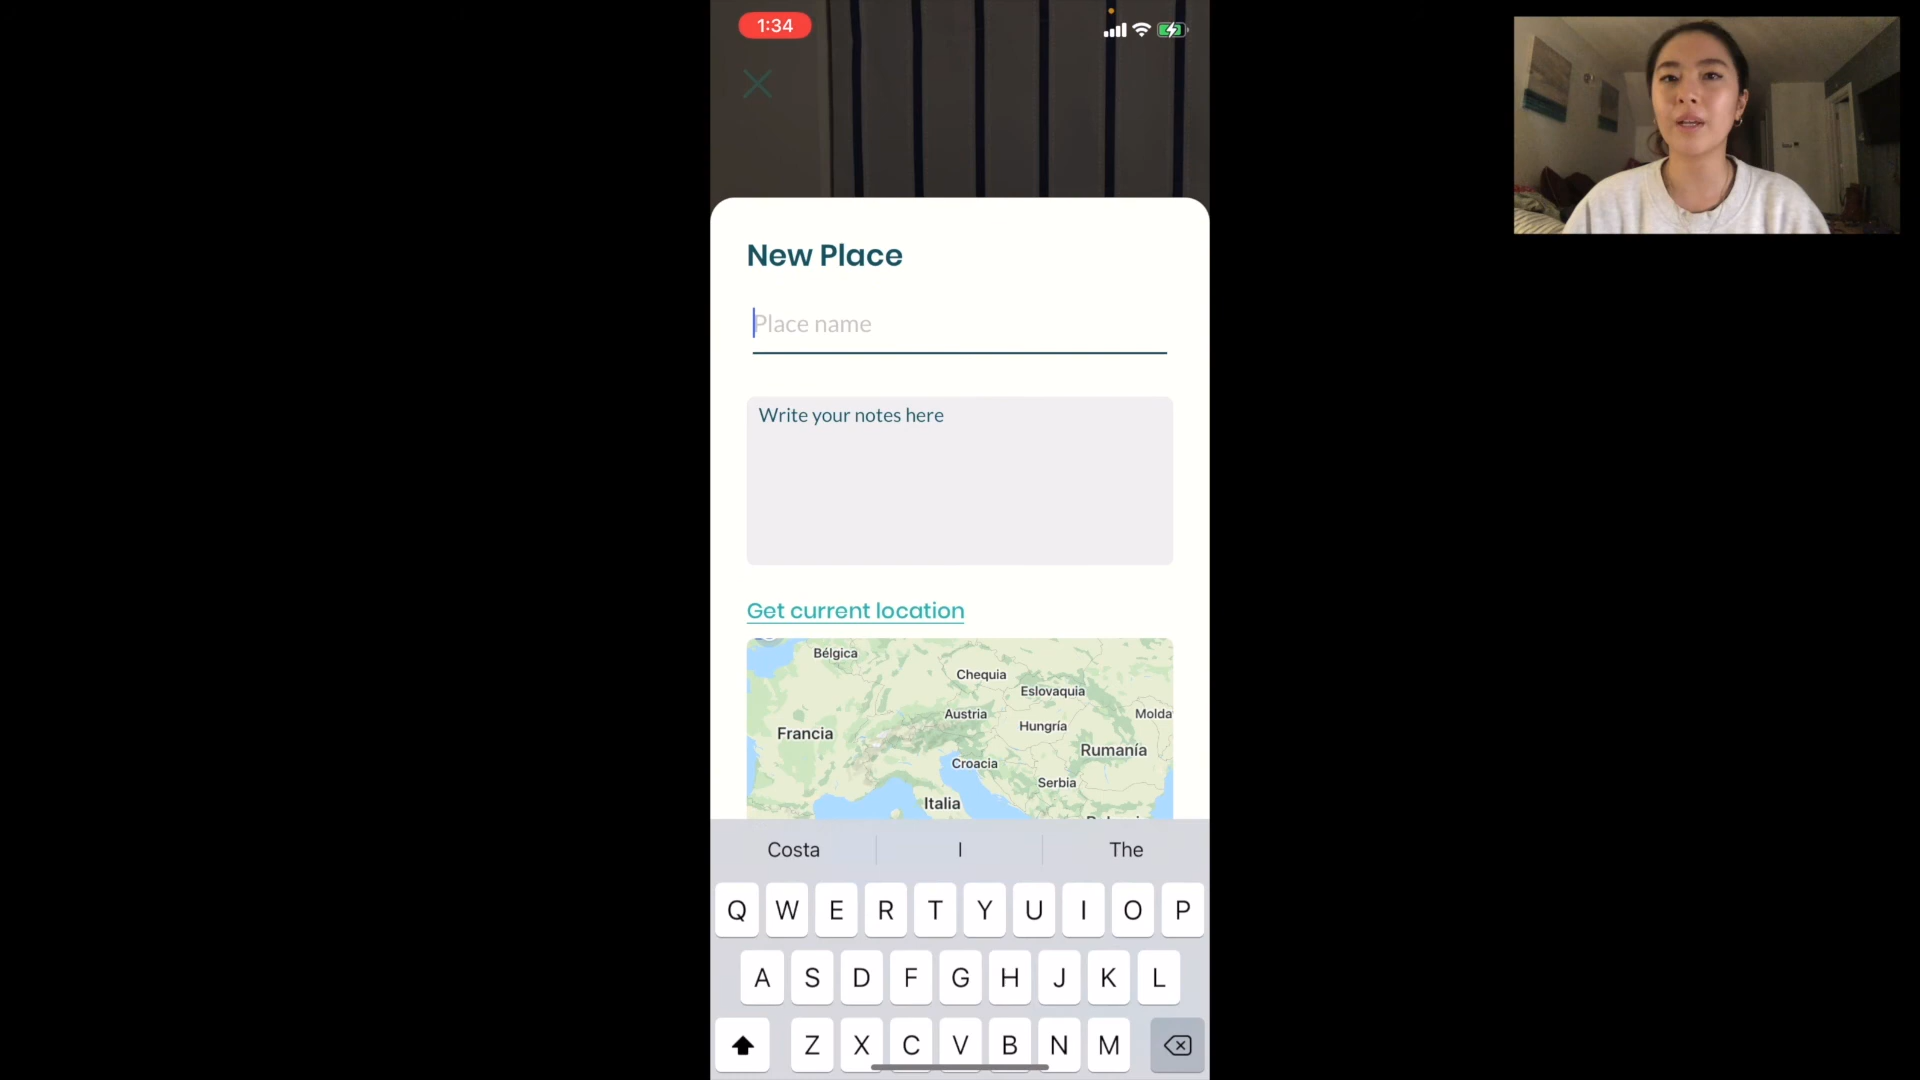 1:34
New Place
Place name
Write your notes here
Get current location
Bélgica
Chequia
Eslovaquia
Austria
Molda
Hungría
Francia
Rumanía
Croacia
Serbia
Italia
Costa I The
Q W E R T Y U I O P
A S D F G H J K L
Z X C V B N M